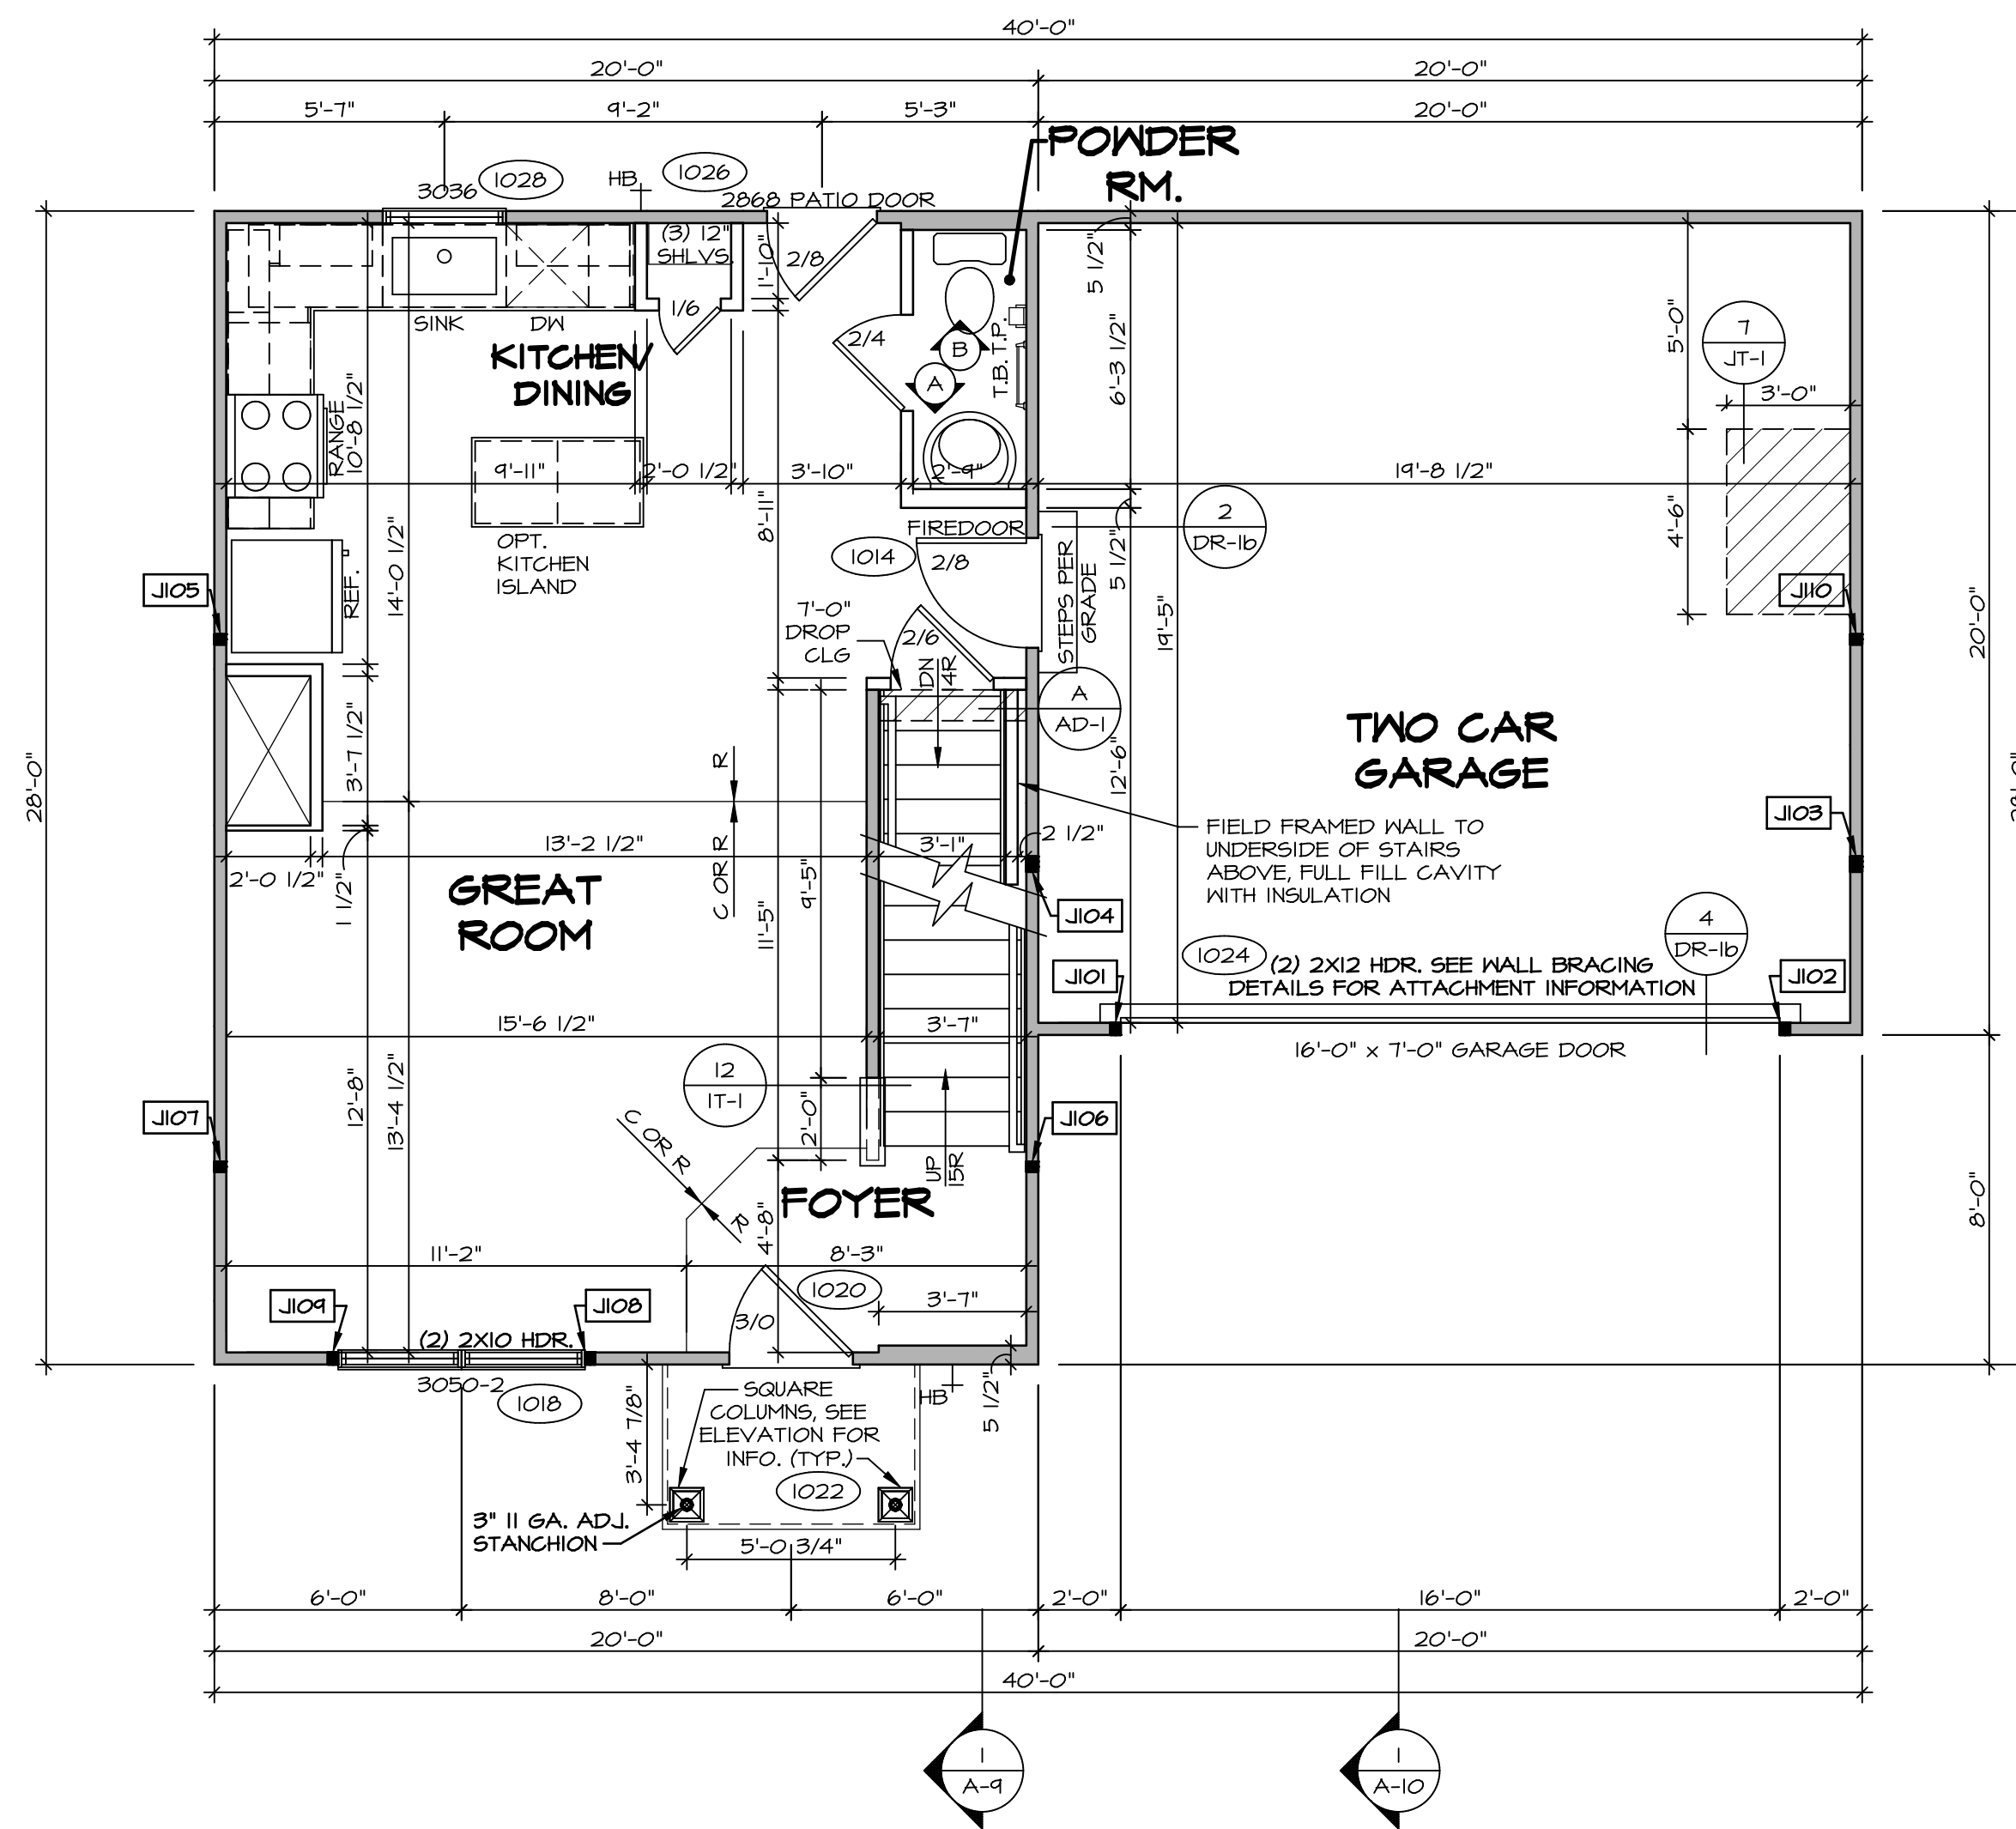 40'-0"
20'-0"
20'-0"
5'-7"
9'-2"
5'-3"
20'-0"
POWDER
RM.
3036
1028
HB
1026
2868 PATIO DOOR
(3) 12"
SHLVS.
1'-10"
2/8
1/6
2/4
SINK
DW
KITCHEN/
DINING
B
A
T.B.
T.P.
5 1/2"
6'-3 1/2"
5'-0"
7
JT-1
3'-0"
RANGE
10'-8 1/2"
9'-11"
2'-0 1/2"
3'-10"
2'-9"
19'-8 1/2"
4'-6"
8'-11"
14'-0 1/2"
OPT.
KITCHEN
ISLAND
FIREDOOR
1014
2/8
2
DR-1b
5 1/2"
STEPS PER
GRADE
19'-5"
J105
REF.
7'-0"
DROP
CLG
2/6
DN
14R
J110
20'-0"
A
AD-1
12'-6"
TWO CAR
GARAGE
28'-0"
3'-7 1/2"
R
C OR R
13'-2 1/2"
3'-1"
2 1/2"
FIELD FRAMED WALL TO
UNDERSIDE OF STAIRS
ABOVE, FULL FILL CAVITY
WITH INSULATION
J103
2'-0 1/2"
1 1/2"
GREAT
ROOM
9'-5"
11'-5"
J104
4
DR-1b
1024
(2) 2X12 HDR. SEE WALL BRACING
DETAILS FOR ATTACHMENT INFORMATION
J101
J102
15'-6 1/2"
3'-7"
16'-0" x 7'-0" GARAGE DOOR
12
IT-1
12'-8"
13'-4 1/2"
2'-0"
J107
C OR R
R
J106
UP
15R
FOYER
4'-8"
8'-0"
11'-2"
8'-3"
1020
3'-7"
J109
J108
3/0
(2) 2X10 HDR.
3050-2
1018
HB
5 1/2"
3'-4 7/8"
SQUARE
COLUMNS, SEE
ELEVATION FOR
INFO. (TYP.)
1022
3" 11 GA. ADJ.
STANCHION
5'-0 3/4"
6'-0"
8'-0"
6'-0"
2'-0"
16'-0"
2'-0"
20'-0"
20'-0"
40'-0"
1
A-9
1
A-10